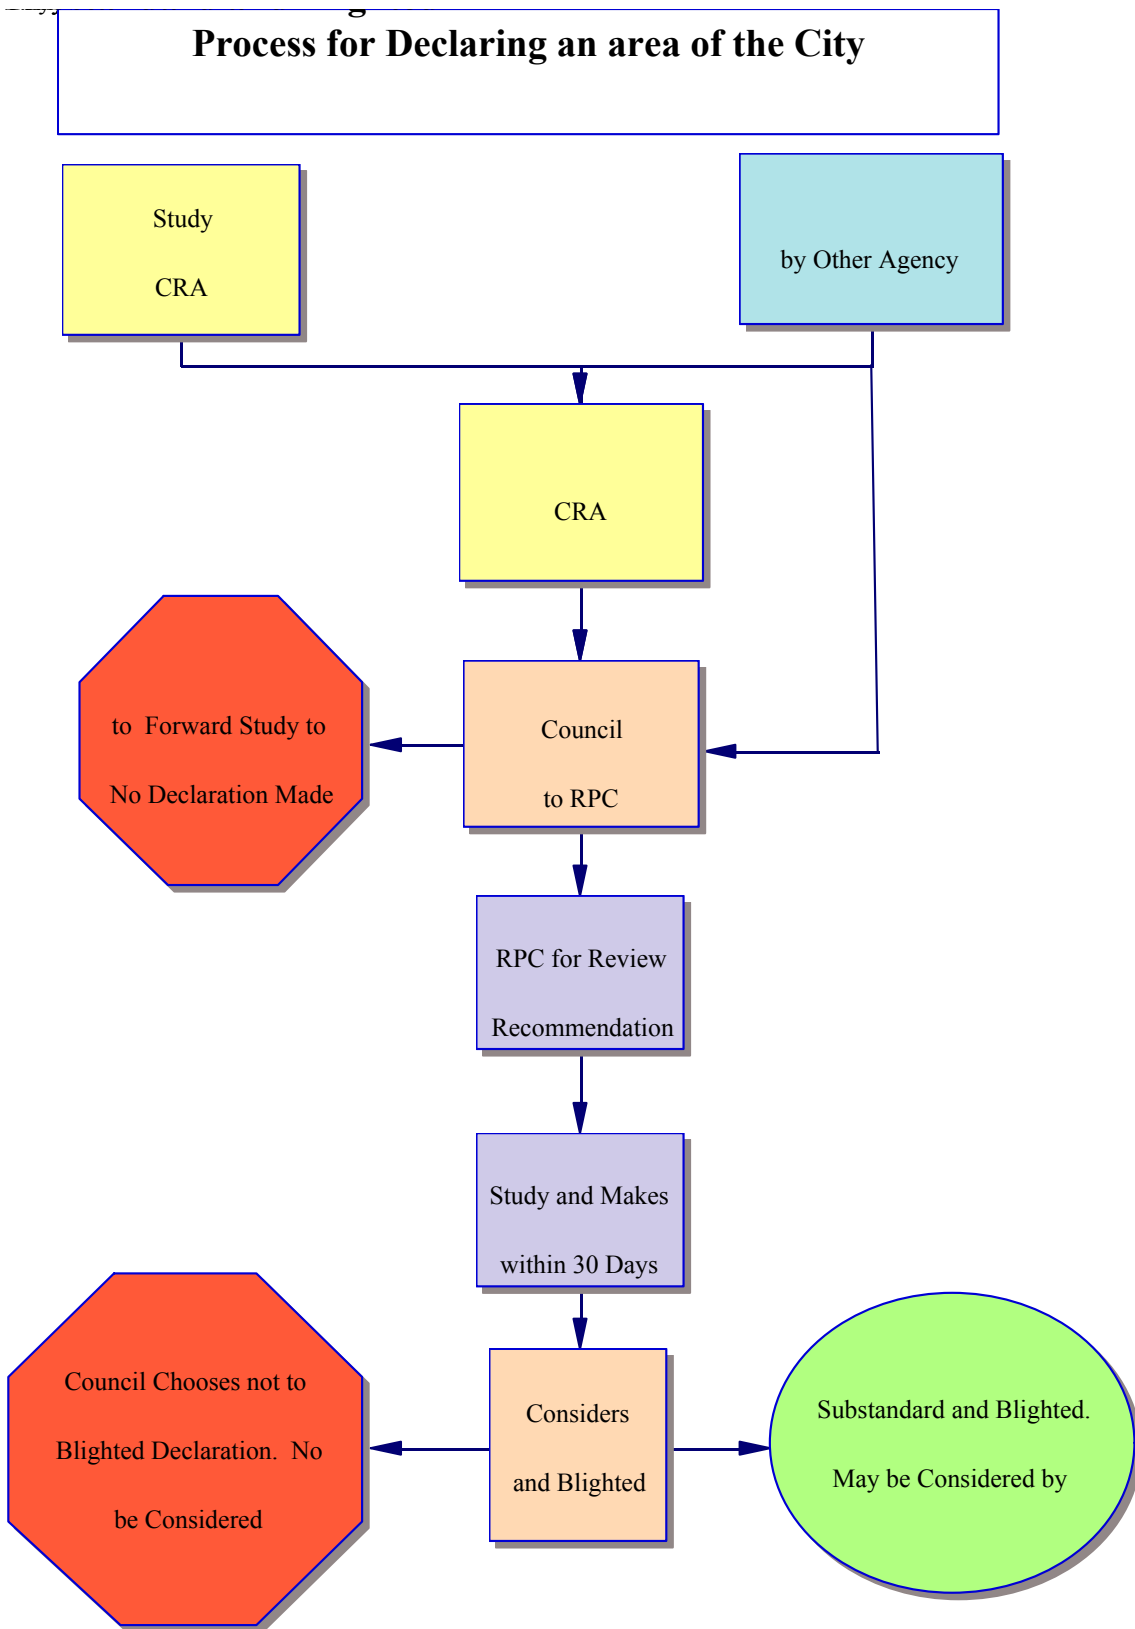 Process for Declaring an area of the City
Study
CRA
by Other Agency
CRA
to Forward Study to
No Declaration Made
Council
to RPC
RPC for Review
Recommendation
Study and Makes
within 30 Days
Council Chooses not to
Blighted Declaration. No
be Considered
Considers
and Blighted
Substandard and Blighted.
May be Considered by